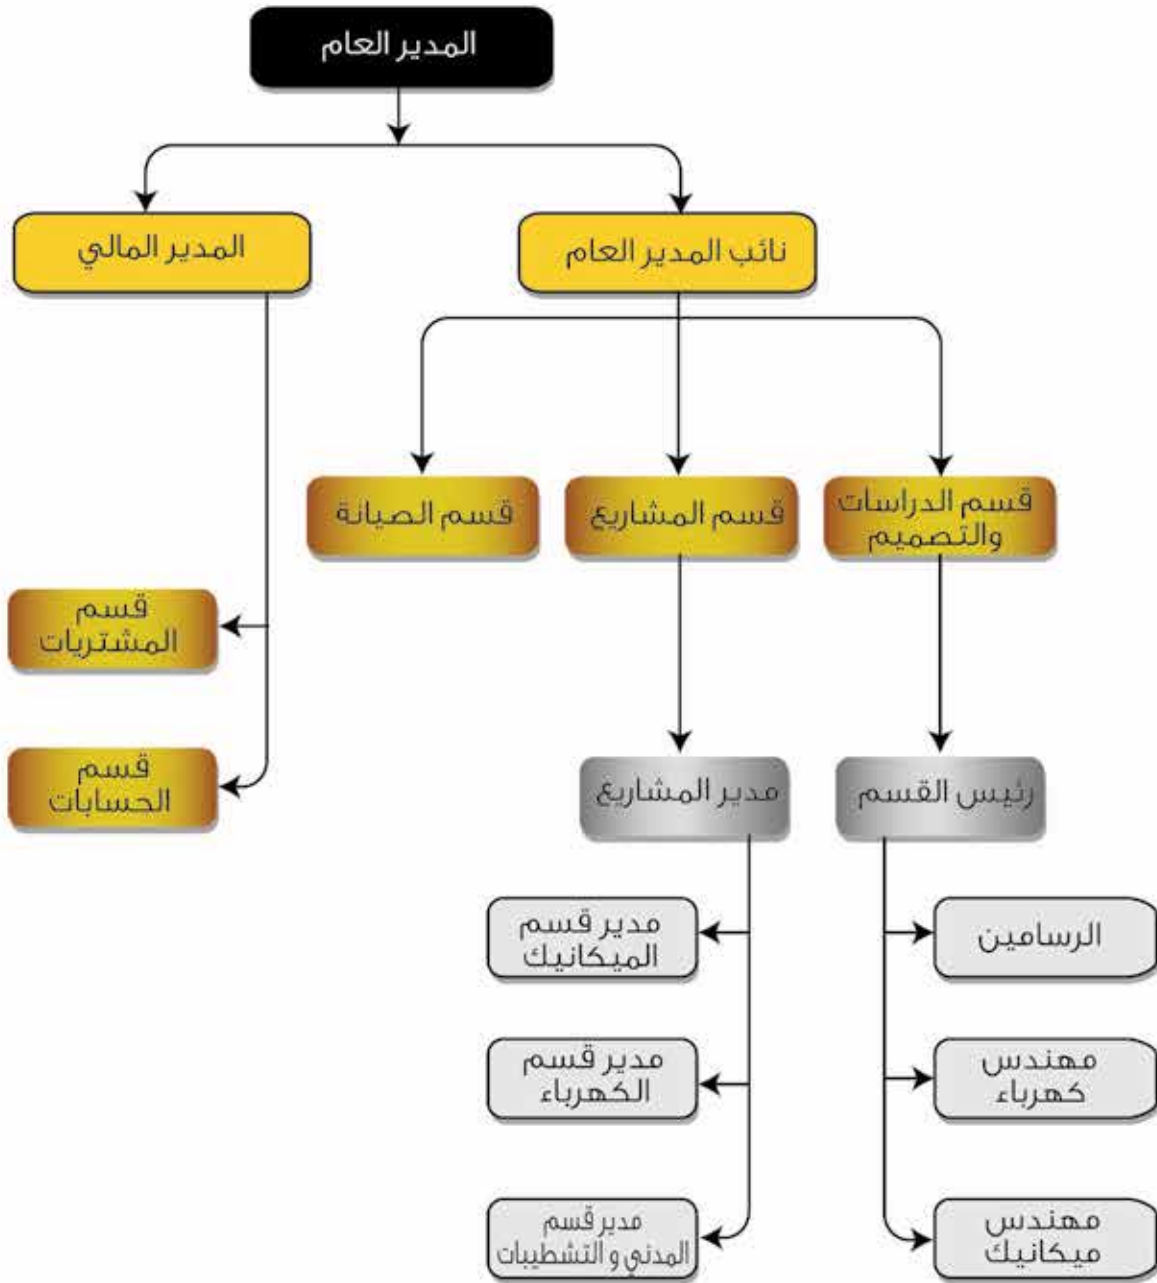 المدير العام
نائب المدير العام
المدير المالي
قسم الدراسات
والتصميم
قسم المشاريع
قسم الصيانة
قسم
المشتريات
قسم
الحسابات
رئيس القسم
مدير المشاريع
الرسامين
مدير قسم
الميكانيك
مهندس
كهرباء
مدير قسم
الكهرباء
مهندس
ميكانيك
مدير قسم
المدني و التشطيبات